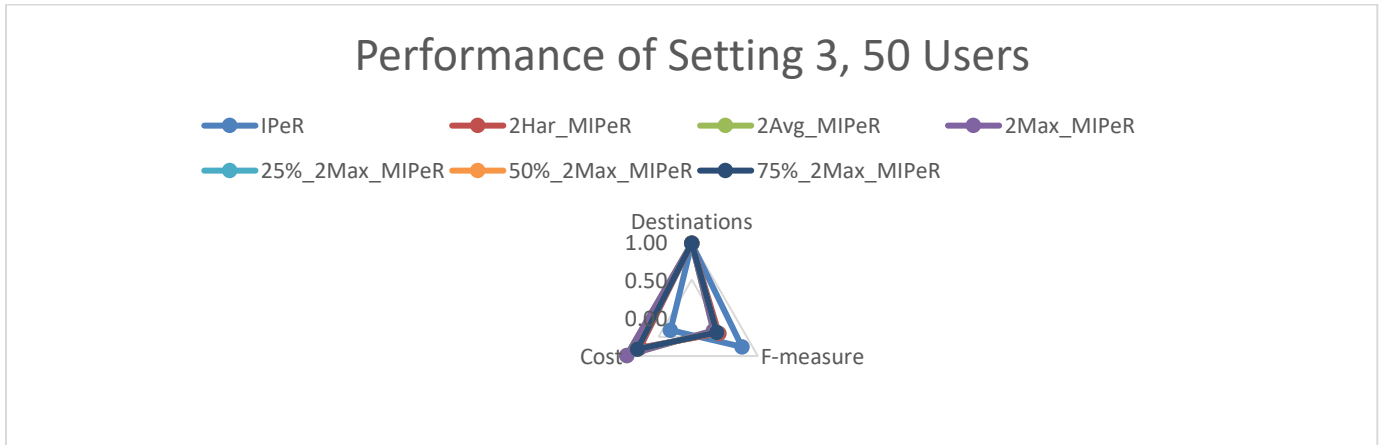 Performance of Setting 3, 50 Users
IPeR 2Har_MIPeR 2Avg_MIPeR 2Max_MIPeR
25%_2Max_MIPeR 50%_2Max_MIPeR 75%_2Max_MIPeR
Destinations
1.00
0.50
0.00
Cost F-measure